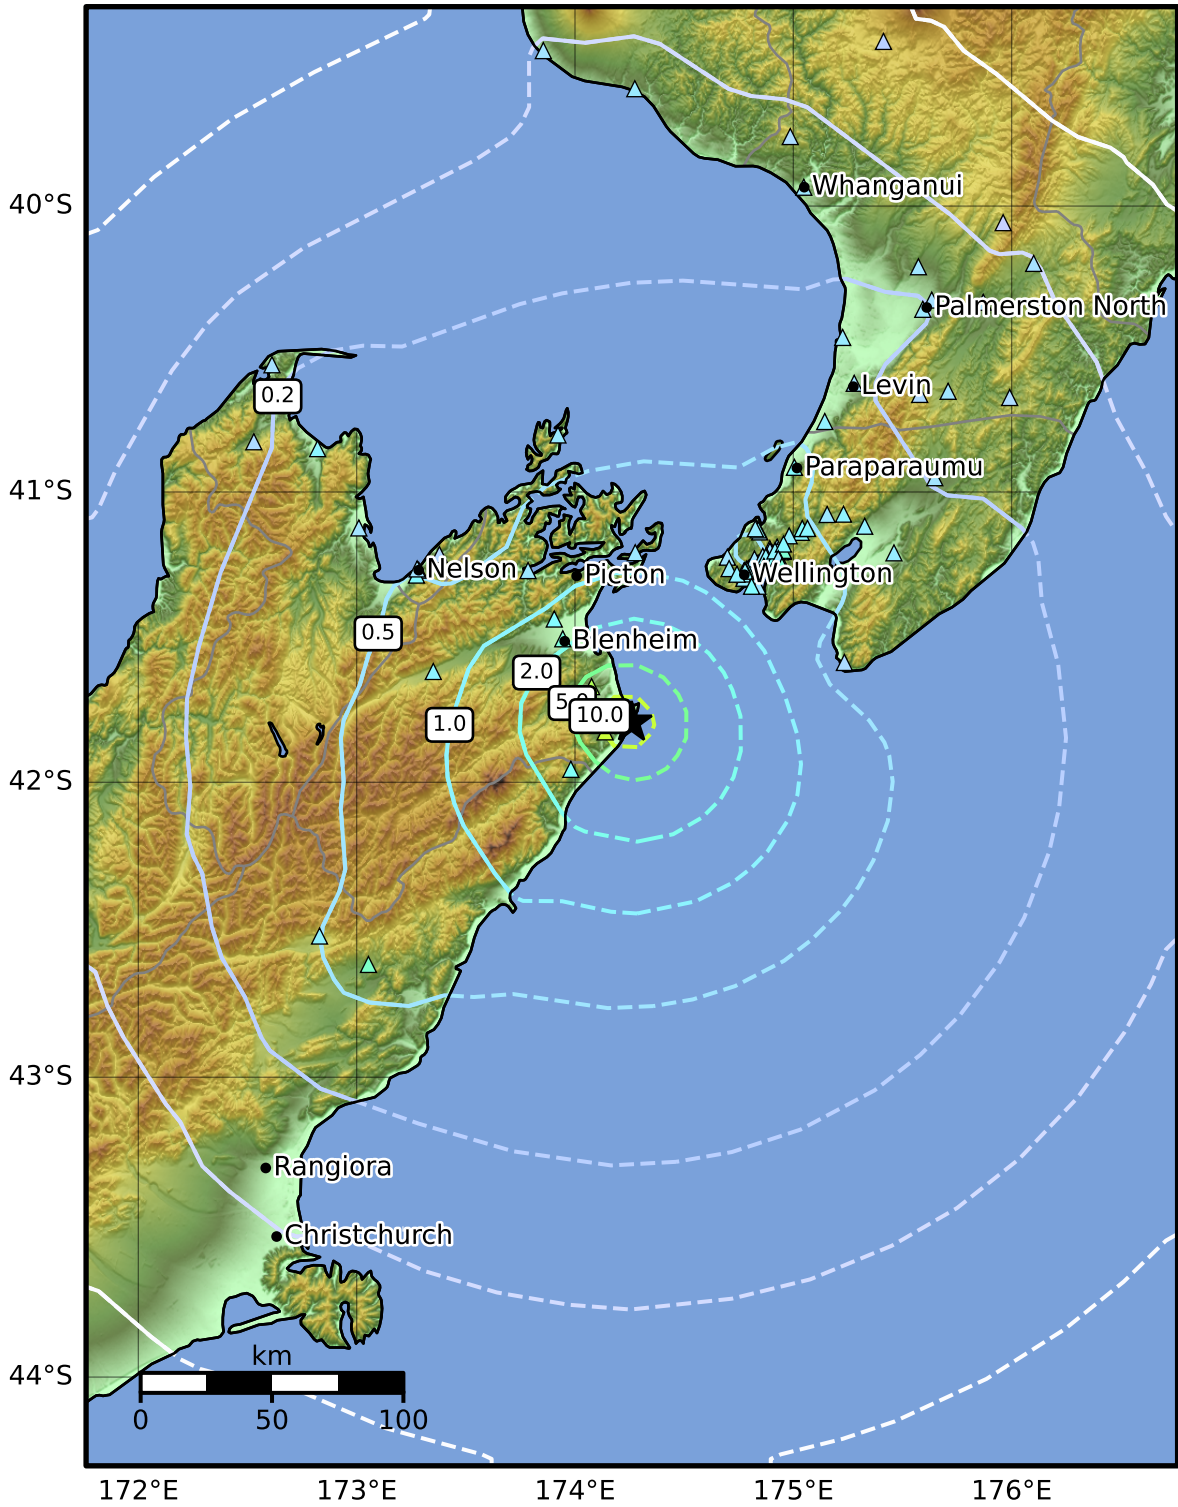 40°S
Whanganui
Palmerston North
Levin
0.2
Paraparaumu
41°S
Nelson
Picton
Wellington
0.5
Blenheim
2.0
10.0
1.0
42°S
43°S
Rangiora
Christchurch
km
44°S
0 50 100
172°E 173°E 174°E 175°E 176°E